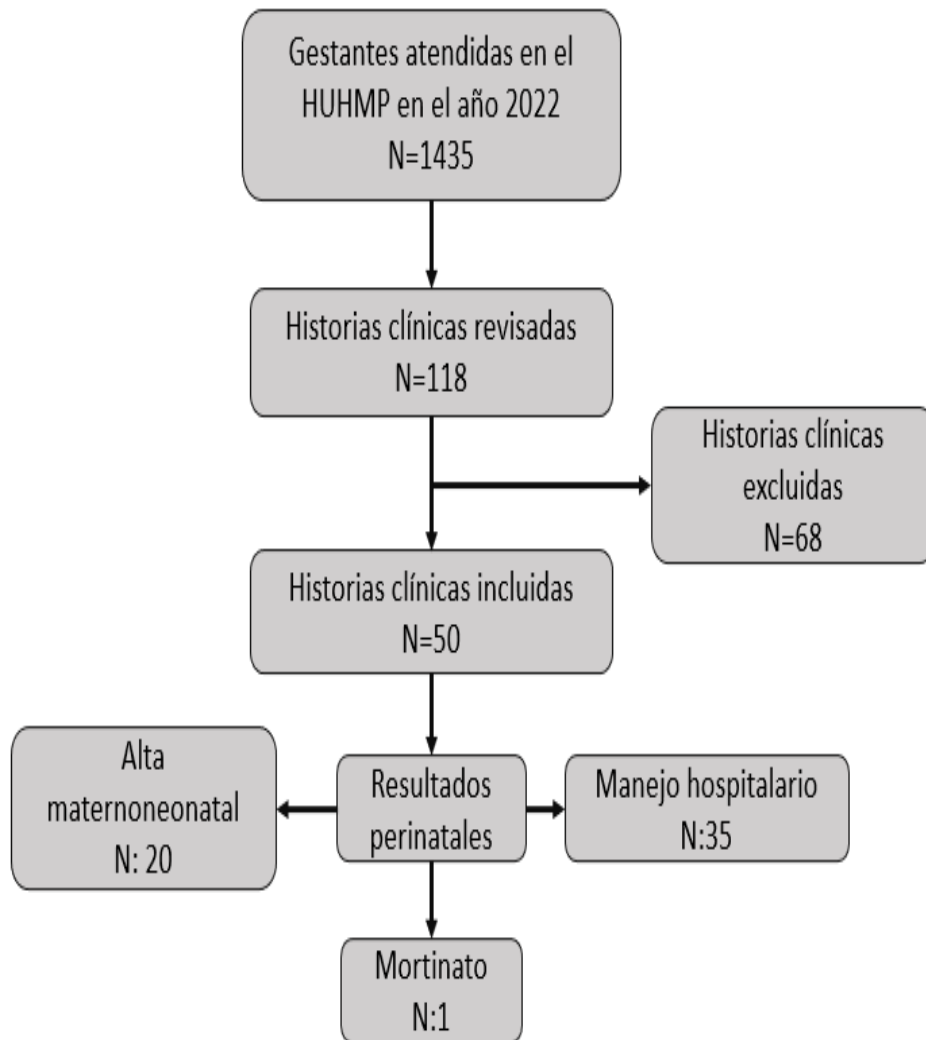 Gestantes atendidas en el
HUHMP en el año 2022
N=1435
Historias clínicas revisadas
N=118
Historias clínicas
excluidas
N=68
Historias clínicas incluidas
N=50
Alta
maternoneonatal
N: 20
Resultados
perinatales
Manejo hospitalario
N:35
Mortinato
N:1